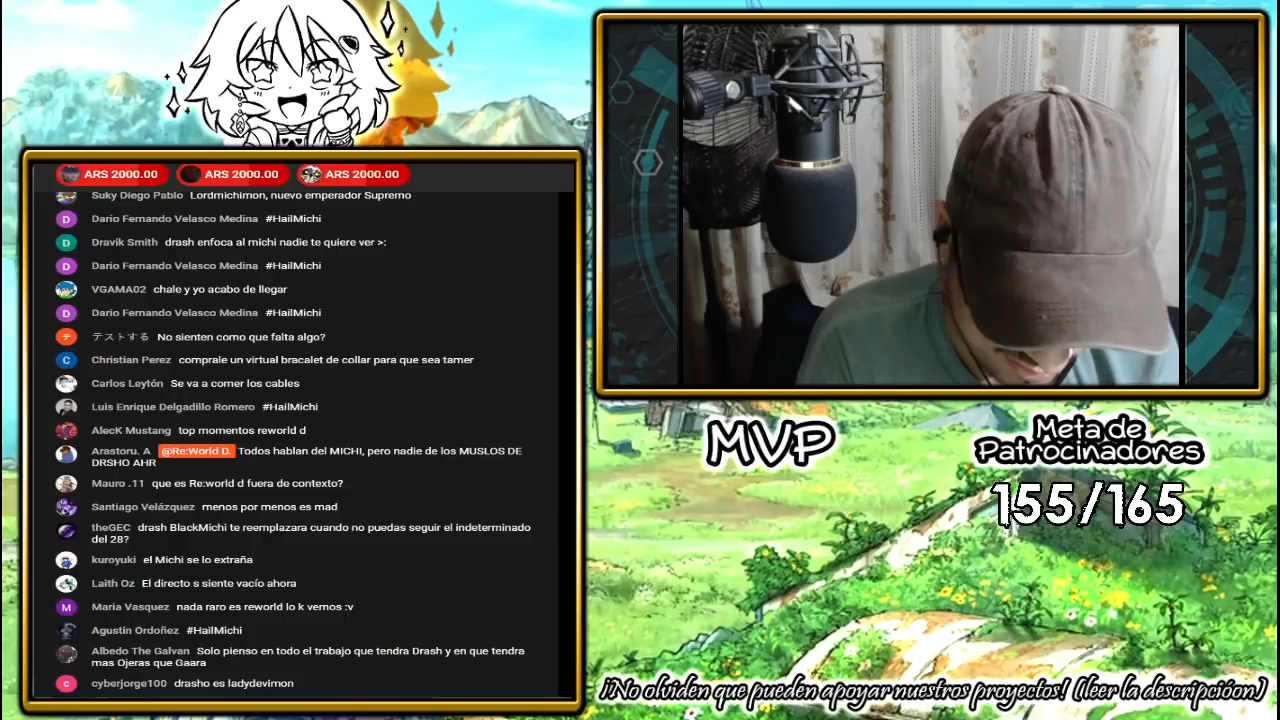 ARS 2000.00 ARS 2000.00 ARS 2000.00
Suky Diego Pablo Lordmichimon, nuevo emperador Supremo
D Dario Fernando Velasco Medina #HailMichi
D Dravik Smith drash enfoca al michi nadie te quiere ver >:
D Dario Fernando Velasco Medina #HailMichi
VGAMA02 chale y yo acabo de llegar
D Dario Fernando Velasco Medina #HailMichi
テ テストする No sienten como que falta algo?
C Christian Perez comprale un virtual bracalet de collar para que sea tamer
Carlos Leytón Se va a comer los cables
Luis Enrique Delgadillo Romero #HailMichi
AlecK Mustang top momentos reworld d
Arastoru. A @Re:World D. Todos hablan del MICHI, pero nadie de los MUSLOS DE
DRSHO AHR
Mauro .11 que es Re:world d fuera de contexto?
Santiago Velázquez menos por menos es mad
theGEC drash BlackMichi te reemplazara cuando no puedas seguir el indeterminado
del 28?
kuroyuki el Michi se lo extraña
Laith Oz El directo s siente vacío ahora
M Maria Vasquez nada raro es reworld lo k vemos :v
Agustin Ordoñez #HailMichi
Albedo The Galvan Solo pienso en todo el trabajo que tendra Drash y en que tendra
mas Ojeras que Gaara
c cyberjorge100 drasho es ladydevimon
MVP
Meta de
Patrocinadores
155/165
¡¡No olviden que pueden apoyar nuestros proyectos! (leer la descripcióon)